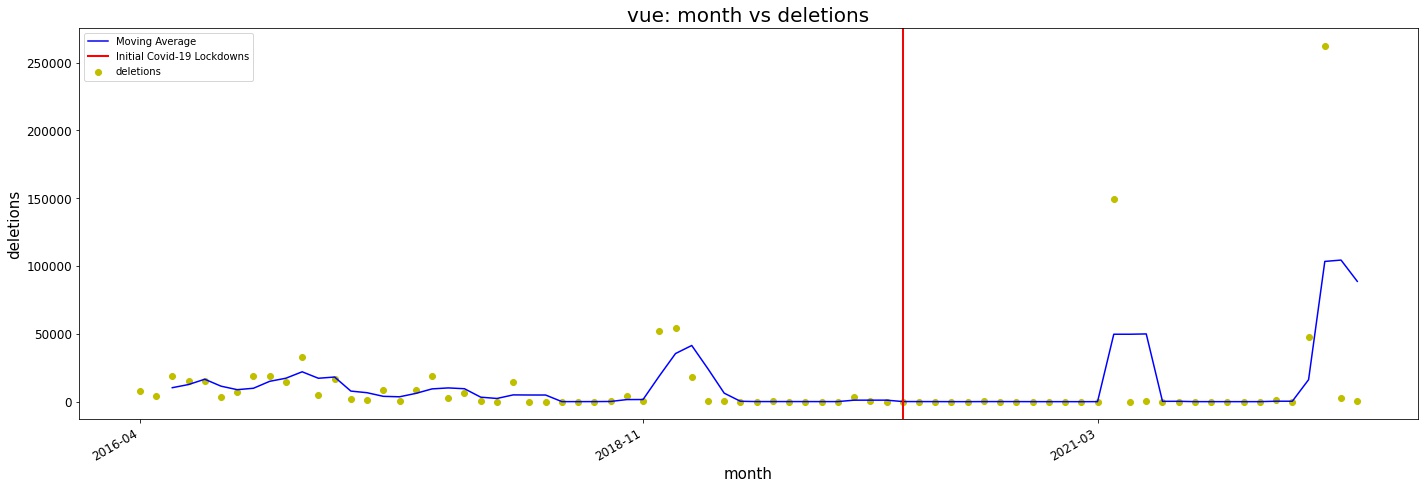 vue: month vs deletions
Moving Average
Initial Covid-19 Lockdowns
deletions
250000
200000
150000
100000
50000
0
deletions
2016-04
2018-11
2021-03
month